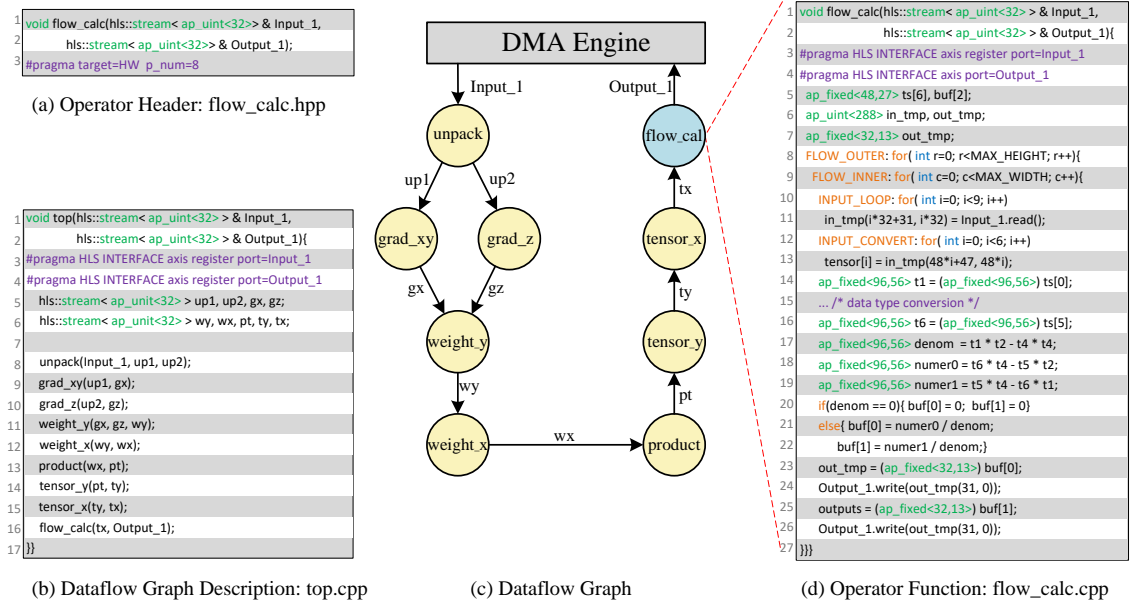 1 void flow_calc(hls::stream< ap_uint<32> > & Input_1,
2 hls::stream< ap_uint<32>> & Output_1);
3 #pragma target=HW p_num=8
(a) Operator Header: flow_calc.hpp
1 void top(hls::stream< ap_uint<32> > & Input_1,
2 hls::stream< ap_uint<32> > & Output_1){
3 #pragma HLS INTERFACE axis register port=Input_1
4 #pragma HLS INTERFACE axis register port=Output_1
5 hls::stream< ap_unit<32> > up1, up2, gx, gz;
6 hls::stream< ap_unit<32> > wy, wx, pt, ty, tx;
7
8 unpack(Input_1, up1, up2);
9 grad_xy(up1, gx);
10 grad_z(up2, gz);
11 weight_y(gx, gz, wy);
12 weight_x(wy, wx);
13 product(wx, pt);
14 tensor_y(pt, ty);
15 tensor_x(ty, tx);
16 flow_calc(tx, Output_1);
17 }}
(b) Dataflow Graph Description: top.cpp
DMA Engine
Input_1
Output_1
unpack
flow_cal
up1
up2
tx
grad_xy
grad_z
tensor_x
gx
gz
ty
weight_y
tensor_y
wy
pt
weight_x
wx
product
(c) Dataflow Graph
1 void flow_calc(hls::stream< ap_uint<32> > & Input_1,
2 hls::stream< ap_uint<32> > & Output_1){
3 #pragma HLS INTERFACE axis register port=Input_1
4 #pragma HLS INTERFACE axis port=Output_1
5 ap_fixed<48,27> ts[6], buf[2];
6 ap_uint<288> in_tmp, out_tmp;
7 ap_fixed<32,13> out_tmp;
8 FLOW_OUTER: for( int r=0; r<MAX_HEIGHT; r++){
9 FLOW_INNER: for( int c=0; c<MAX_WIDTH; c++){
10 INPUT_LOOP: for( int i=0; i<9; i++)
11 in_tmp(i*32+31, i*32) = Input_1.read();
12 INPUT_CONVERT: for( int i=0; i<6; i++)
13 tensor[i] = in_tmp(48*i+47, 48*i);
14 ap_fixed<96,56> t1 = (ap_fixed<96,56>) ts[0];
15 ... /* data type conversion */
16 ap_fixed<96,56> t6 = (ap_fixed<96,56>) ts[5];
17 ap_fixed<96,56> denom = t1 * t2 - t4 * t4;
18 ap_fixed<96,56> numer0 = t6 * t4 - t5 * t2;
19 ap_fixed<96,56> numer1 = t5 * t4 - t6 * t1;
20 if(denom == 0){ buf[0] = 0; buf[1] = 0}
21 else{ buf[0] = numer0 / denom;
22 buf[1] = numer1 / denom;}
23 out_tmp = (ap_fixed<32,13>) buf[0];
24 Output_1.write(out_tmp(31, 0));
25 outputs = (ap_fixed<32,13>) buf[1];
26 Output_1.write(out_tmp(31, 0));
27 }}}
(d) Operator Function: flow_calc.cpp